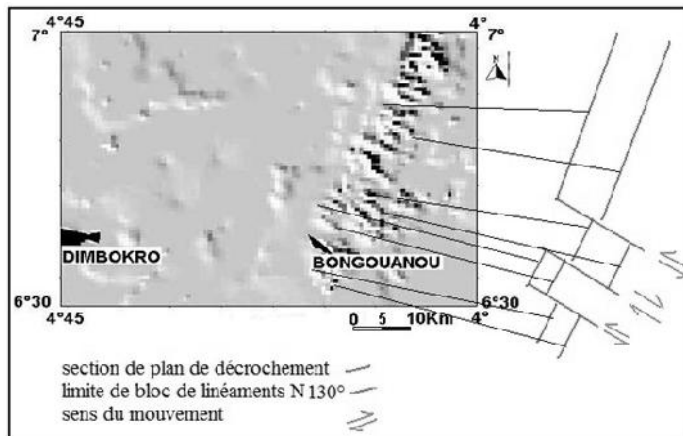 4°45 4°
7° 7°
N
DIMBOKRO
BONGOUANOU
6°30 6°30
4°45 4°
0 5 10Km
section de plan de décrochement
limite de bloc de linéaments N 130°
sens du mouvement